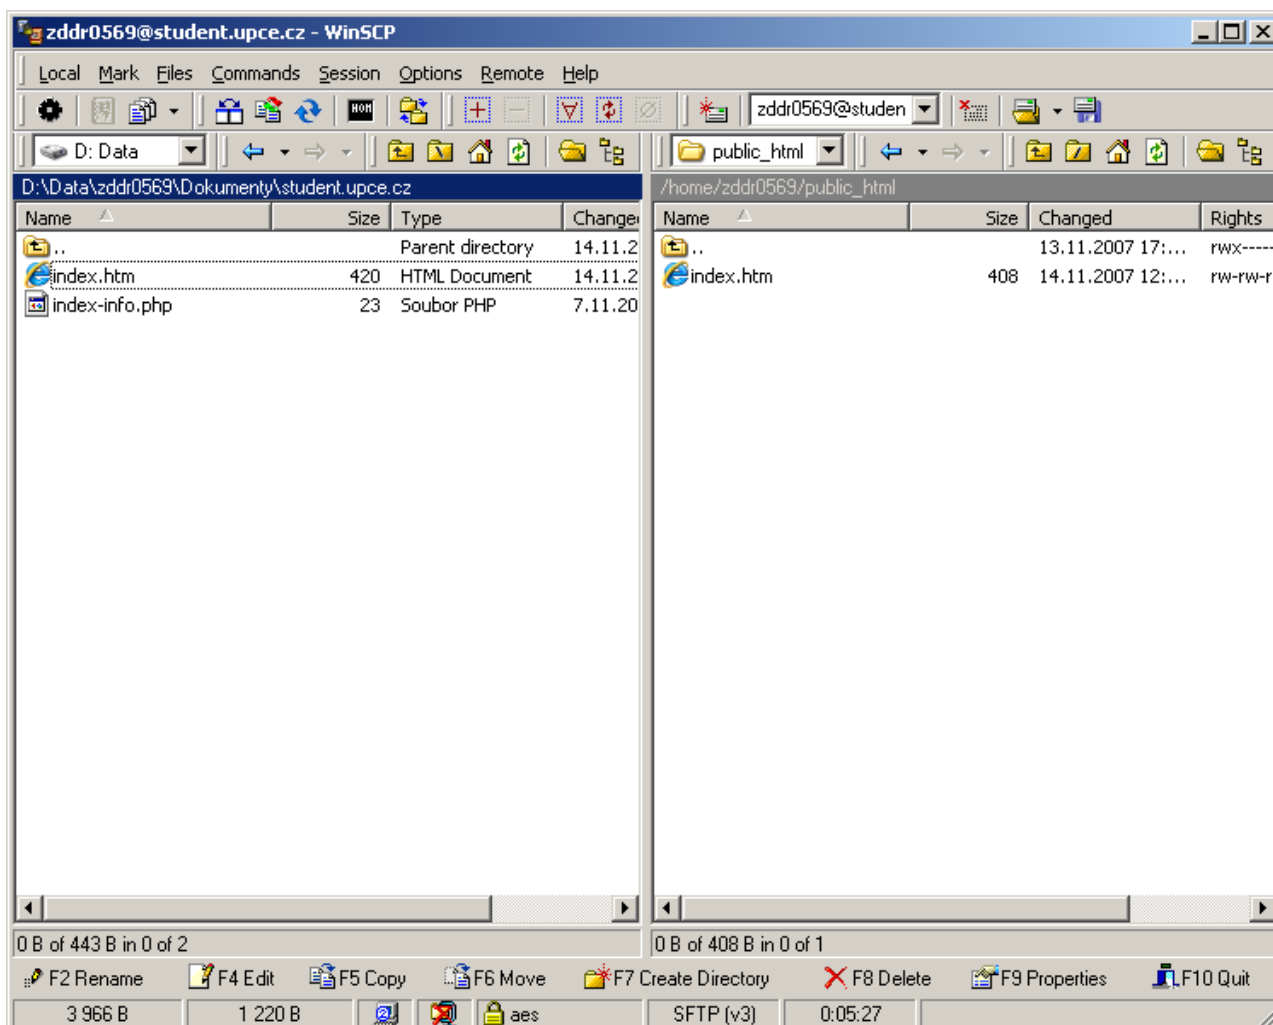 zddr0569@student.upce.cz - WinSCP
Local Mark Files Commands Session Options Remote Help
zddr0569@studen
D: Data public_html
D:\Data\zddr0569\Dokumenty\student.upce.cz /home/zddr0569/public_html
Name Size Type Changed Name Size Changed Rights
.. Parent directory 14.11.2 .. 13.11.2007 17:... rwx-----
index.htm 420 HTML Document 14.11.2 index.htm 408 14.11.2007 12:... rw-rw-r
index-info.php 23 Soubor PHP 7.11.20
0 B of 443 B in 0 of 2 0 B of 408 B in 0 of 1
F2 Rename F4 Edit F5 Copy F6 Move F7 Create Directory F8 Delete F9 Properties F10 Quit
3 966 B 1 220 B aes SFTP (v3) 0:05:27